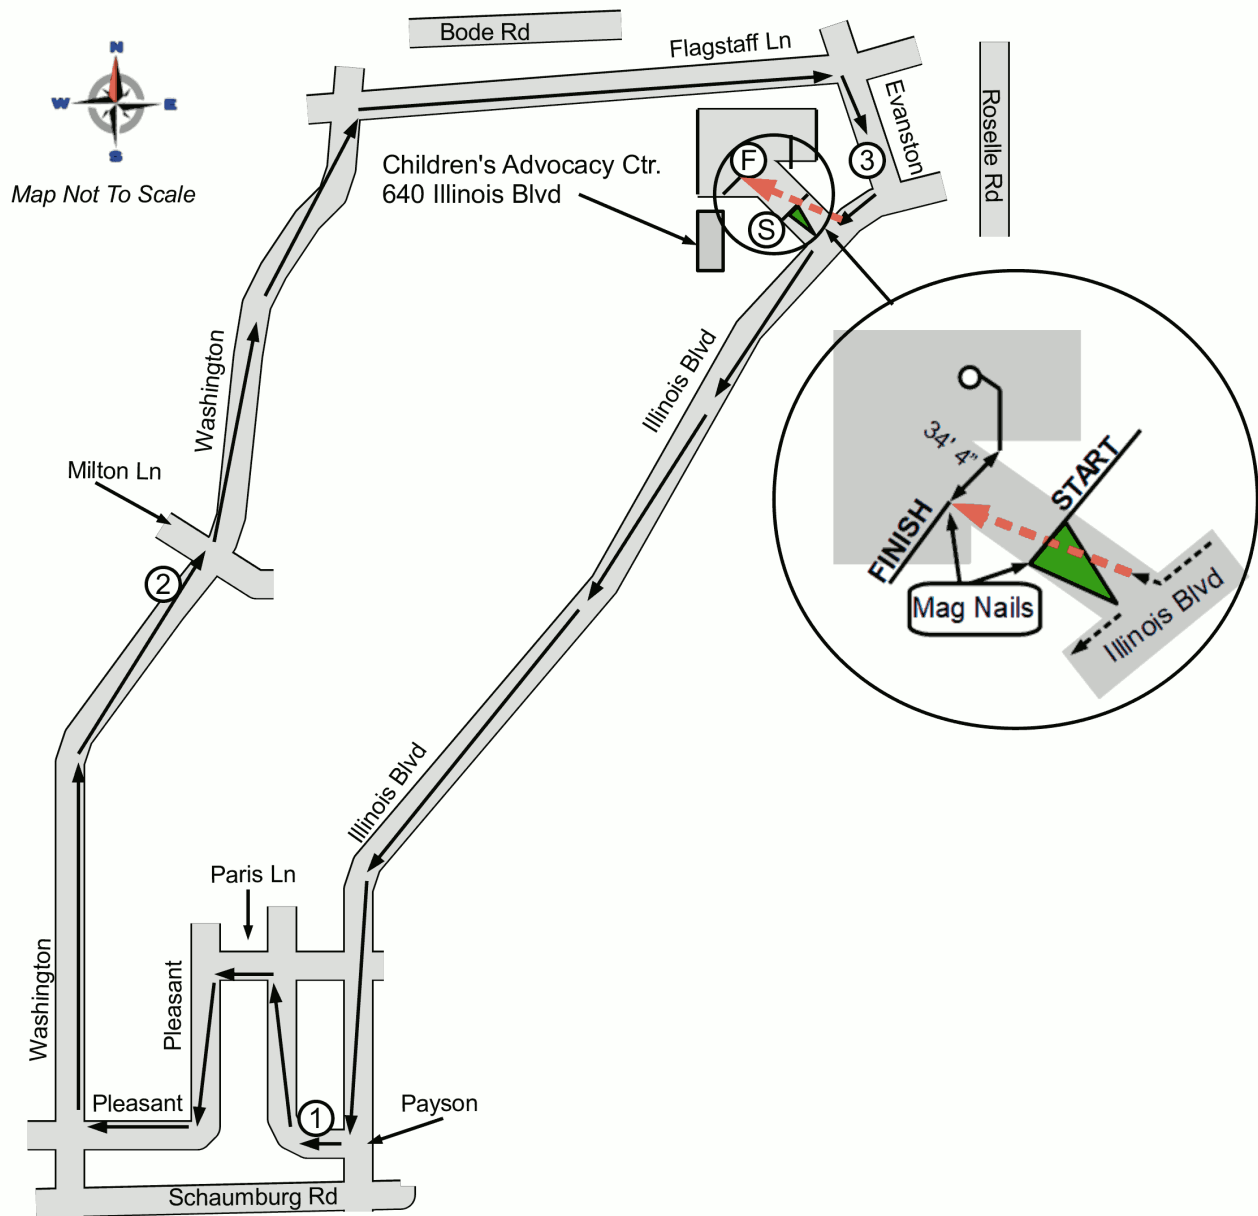 Bode Rd
Flagstaff Ln
N
W
E
S
Map Not To Scale
Evanston
Roselle Rd
Children's Advocacy Ctr.
640 Illinois Blvd
F
3
S
Washington
Illinois Blvd
34' 4"
START
FINISH
Mag Nails
Illinois Blvd
Milton Ln
2
Illinois Blvd
Paris Ln
Washington
Pleasant
Pleasant
1
Payson
Schaumburg Rd